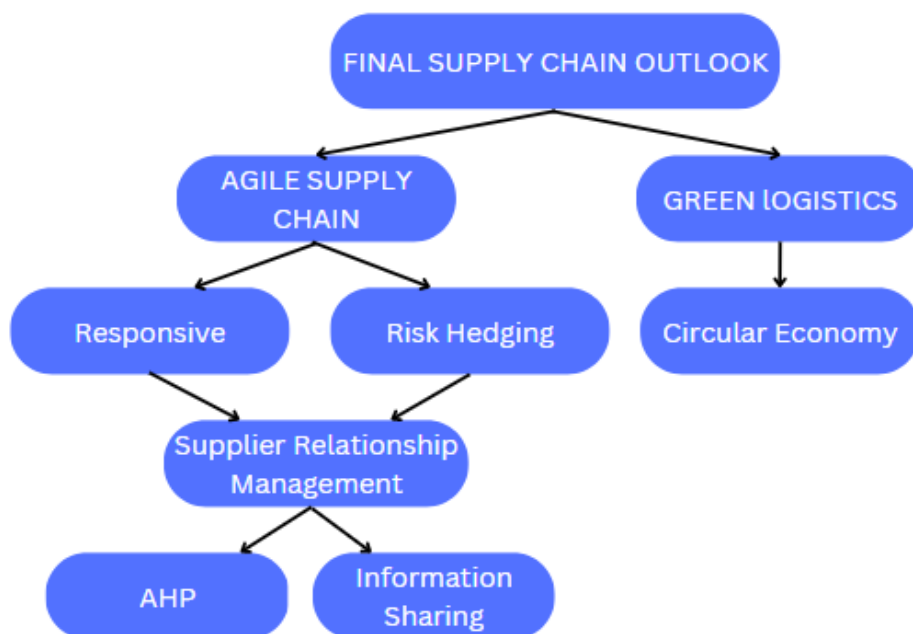 FINAL SUPPLY CHAIN OUTLOOK
AGILE SUPPLY
CHAIN
GREEN lOGISTICS
Responsive
Risk Hedging
Circular Economy
Supplier Relationship
Management
AHP
Information
Sharing